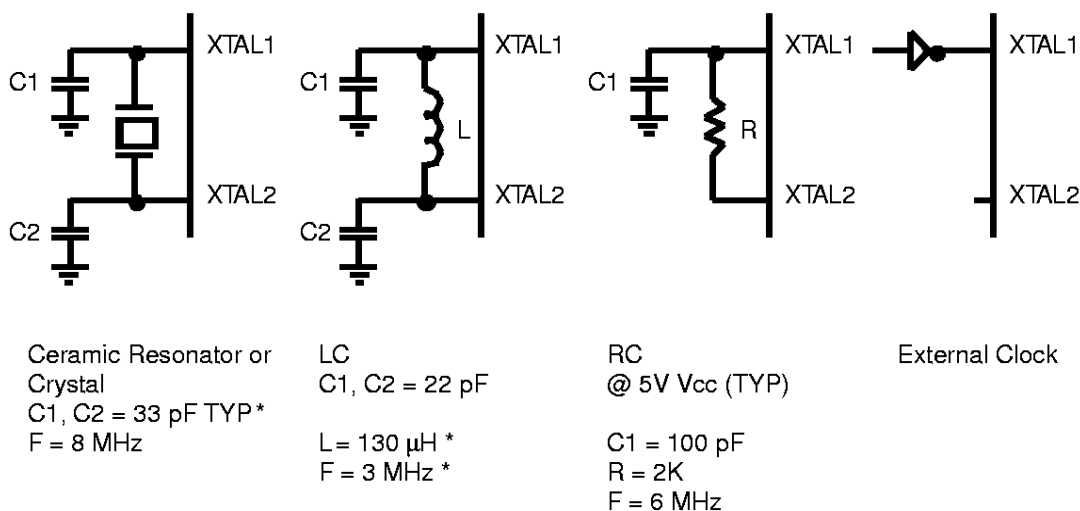 XTAL1
C1
XTAL2
C2
Ceramic Resonator or
Crystal
C1, C2 = 33 pF TYP *
F = 8 MHz
XTAL1
C1
L
XTAL2
C2
LC
C1, C2 = 22 pF
L = 130 µH *
F = 3 MHz *
XTAL1
C1
R
XTAL2
RC
@ 5V Vcc (TYP)
C1 = 100 pF
R = 2K
F = 6 MHz
XTAL1
XTAL2
External Clock